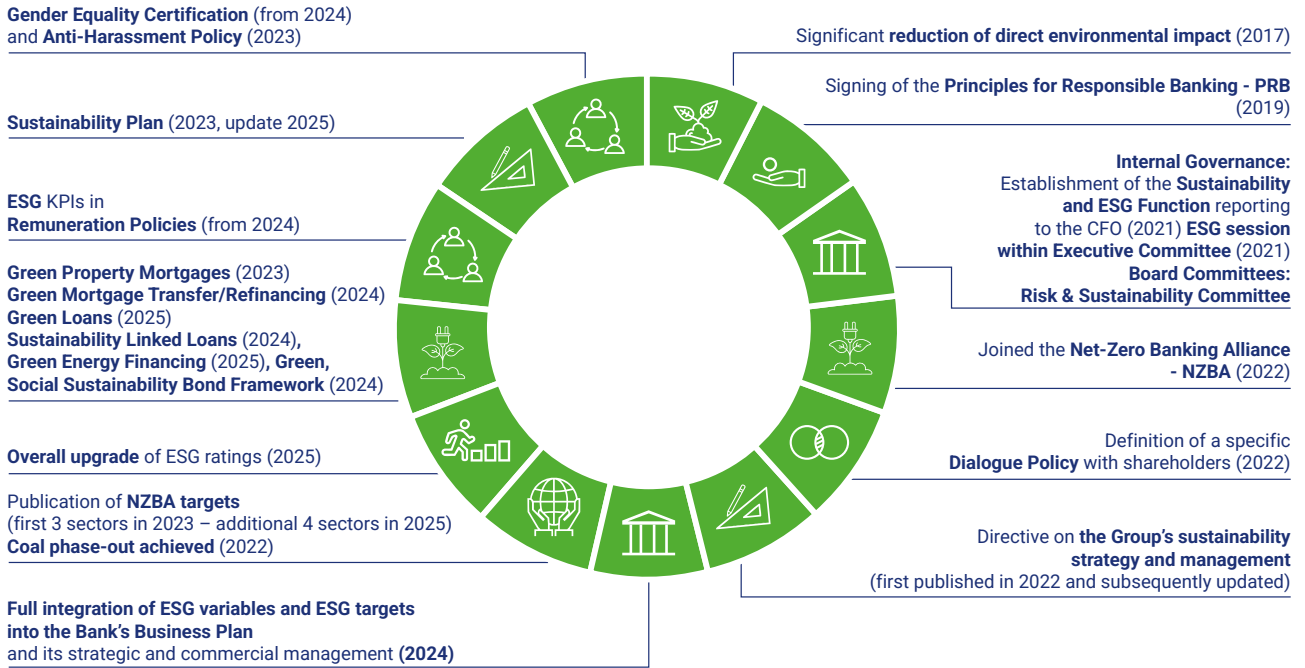 Gender Equality Certification (from 2024)
and Anti-Harassment Policy (2023)
Sustainability Plan (2023, update 2025)
ESG KPIs in
Remuneration Policies (from 2024)
Green Property Mortgages (2023)
Green Mortgage Transfer/Refinancing (2024)
Green Loans (2025)
Sustainability Linked Loans (2024),
Green Energy Financing (2025), Green,
Social Sustainability Bond Framework (2024)
Overall upgrade of ESG ratings (2025)
Publication of NZBA targets
(first 3 sectors in 2023 – additional 4 sectors in 2025)
Coal phase-out achieved (2022)
Full integration of ESG variables and ESG targets
into the Bank's Business Plan
and its strategic and commercial management (2024)
Significant reduction of direct environmental impact (2017)
Signing of the Principles for Responsible Banking - PRB
(2019)
Internal Governance:
Establishment of the Sustainability
and ESG Function reporting
to the CFO (2021) ESG session
within Executive Committee (2021)
Board Committees:
Risk & Sustainability Committee
Joined the Net-Zero Banking Alliance
- NZBA (2022)
Definition of a specific
Dialogue Policy with shareholders (2022)
Directive on the Group's sustainability
strategy and management
(first published in 2022 and subsequently updated)